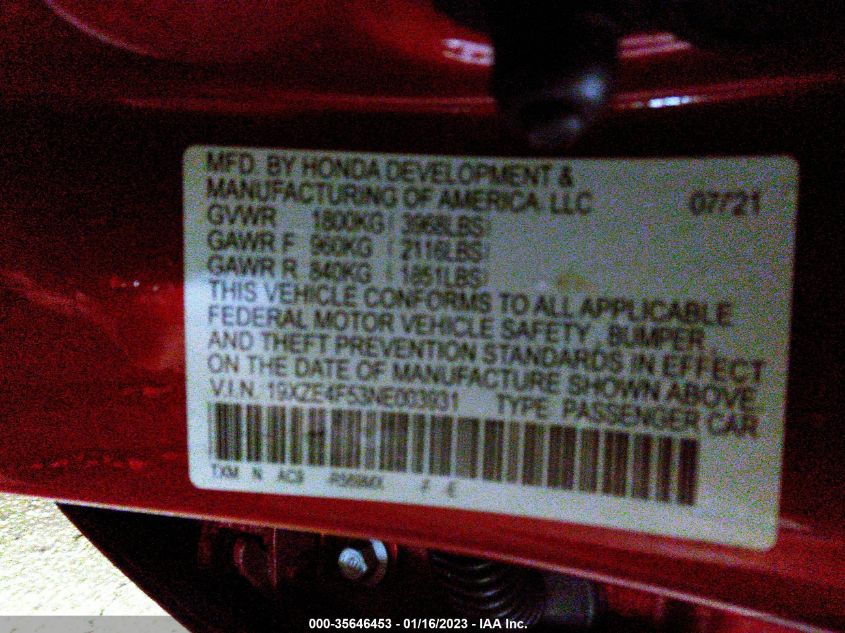 MFD. BY HONDA DEVELOPMENT &
MANUFACTURING OF AMERICA, LLC 07/21
GVWR 1800KG 3968LBS
GAWR F 960KG 2116LBS
GAWR R 840KG 1851LBS
THIS VEHICLE CONFORMS TO ALL APPLICABLE
FEDERAL MOTOR VEHICLE SAFETY, BUMPER
AND THEFT PREVENTION STANDARDS IN EFFECT
ON THE DATE OF MANUFACTURE SHOWN ABOVE.
V.I.N. 19XZE4F53NE003931 TYPE: PASSENGER CAR
TXM N AC9 F E
000-35646453 - 01/16/2023 - IAA Inc.